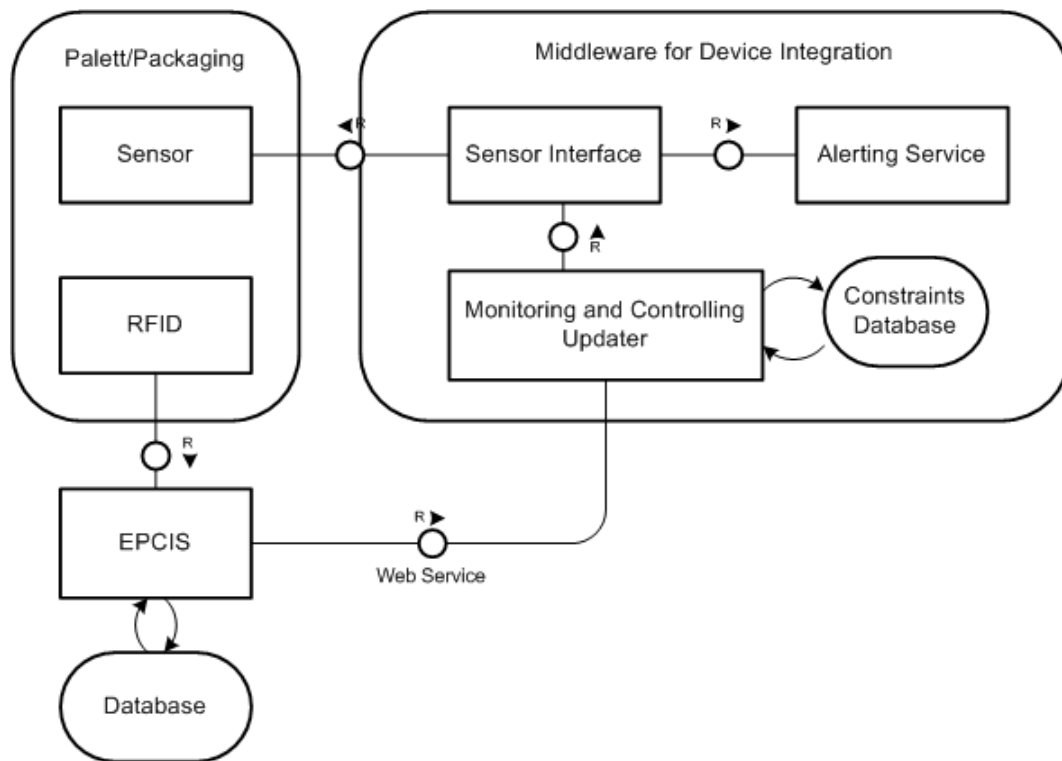 Palett/Packaging
Middleware for Device Integration
Sensor
R
Sensor Interface
R
Alerting Service
R
RFID
Monitoring and Controlling
Updater
Constraints
Database
R
EPCIS
R
Web Service
Database